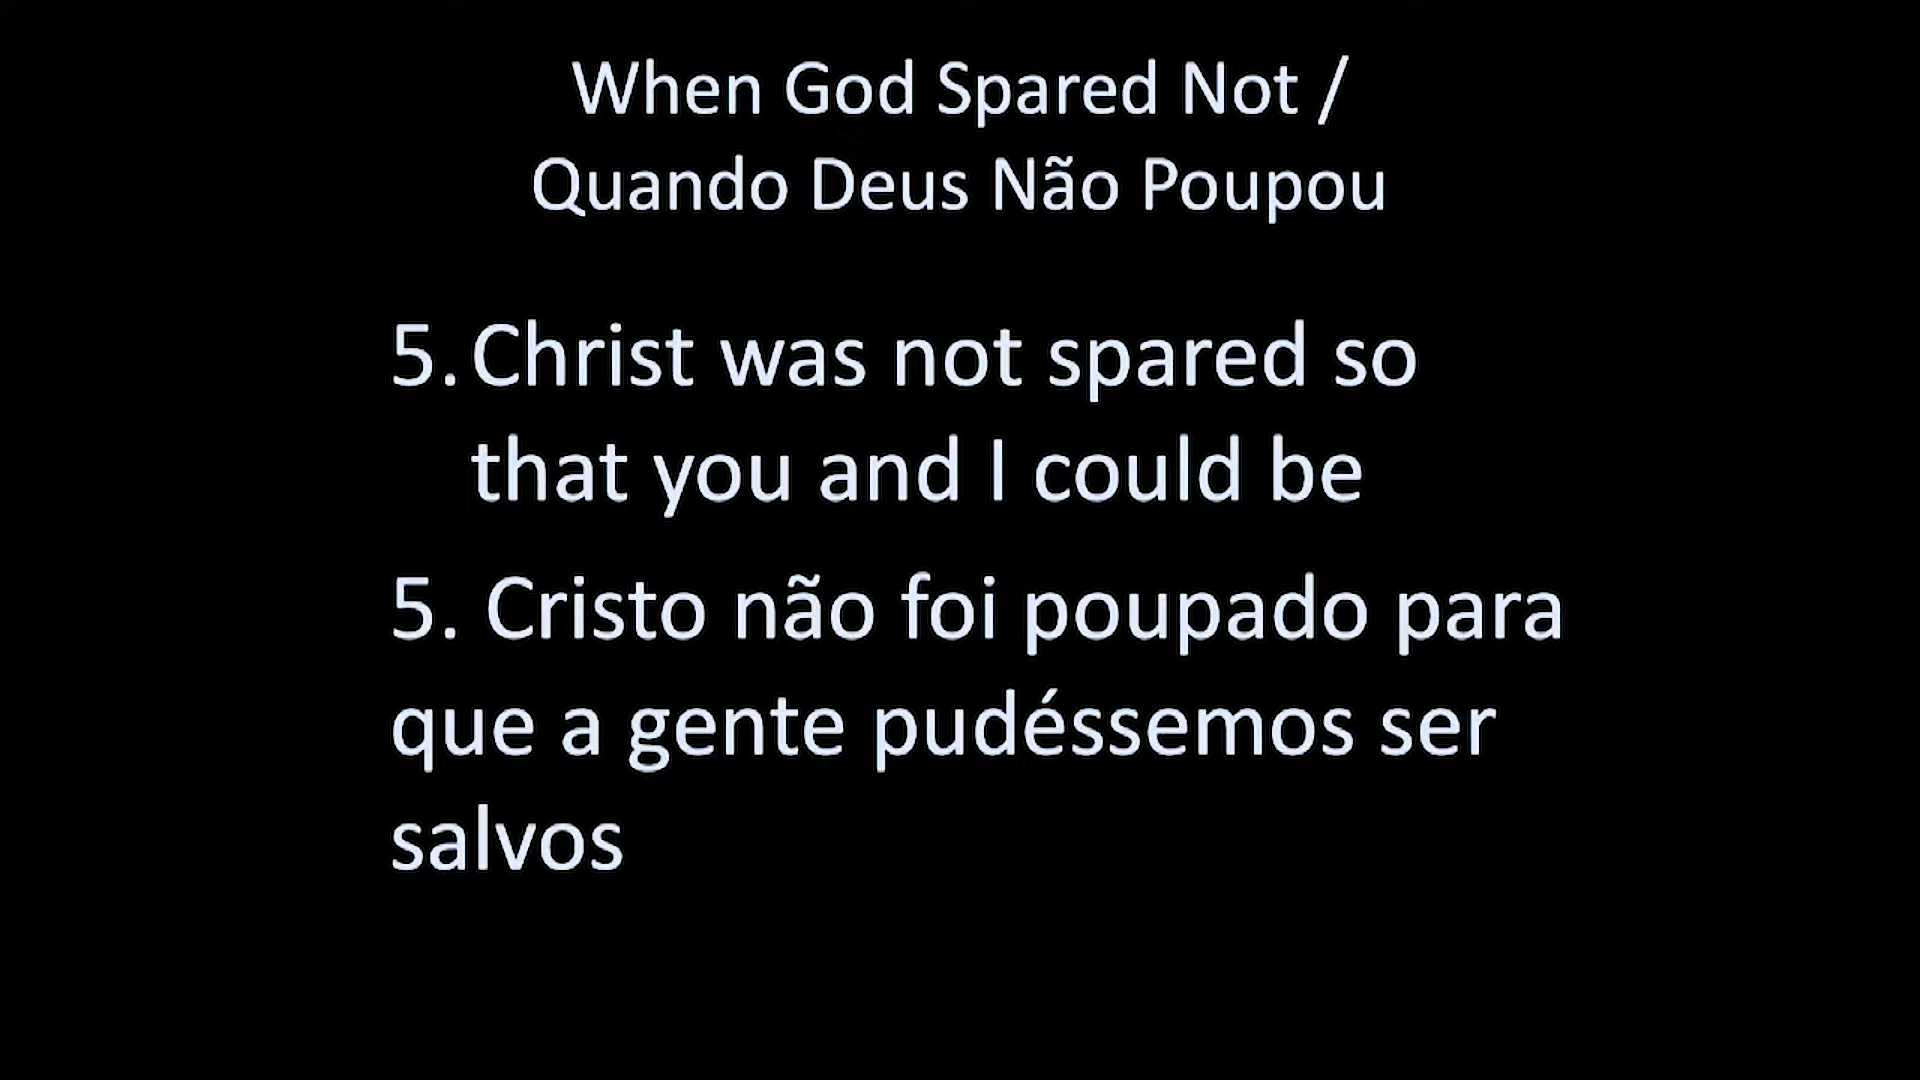 When God Spared Not /
Quando Deus Não Poupou
5. Christ was not spared so
that you and I could be
5. Cristo não foi poupado para
que a gente pudéssemos ser
salvos